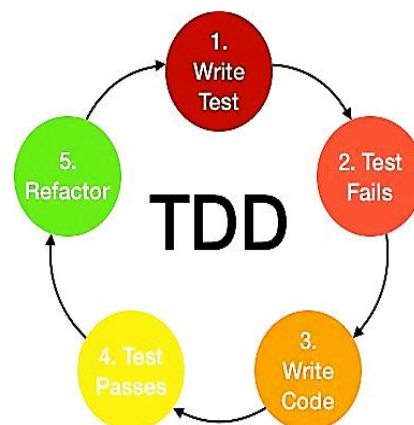 1.
Write
Test
2. Test
Fails
3.
Write
Code
4. Test
Passes
5.
Refactor
TDD